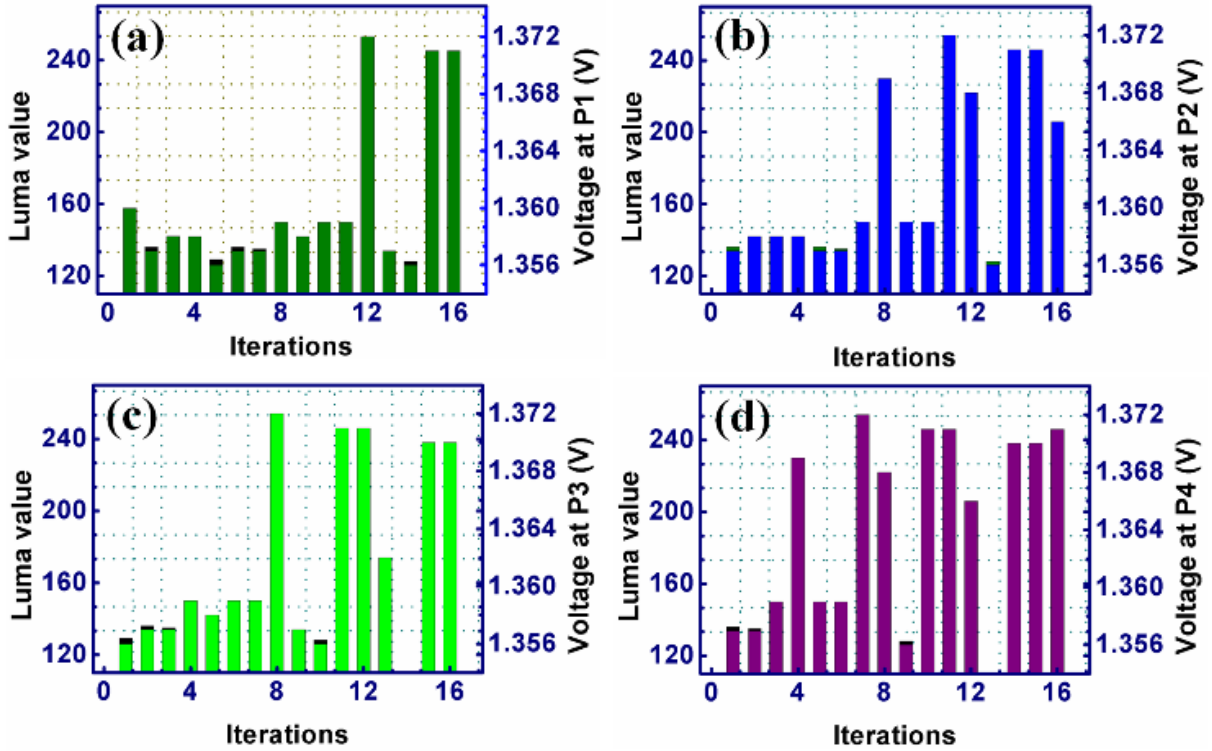 (a)
Luma value
240
200
160
120
1.372
1.368
1.364
1.360
1.356
Voltage at P1 (V)
0 4 8 12 16
Iterations
(b)
Luma value
240
200
160
120
1.372
1.368
1.364
1.360
1.356
Voltage at P2 (V)
0 4 8 12 16
Iterations
(c)
Luma value
240
200
160
120
1.372
1.368
1.364
1.360
1.356
Voltage at P3 (V)
0 4 8 12 16
Iterations
(d)
Luma value
240
200
160
120
1.372
1.368
1.364
1.360
1.356
Voltage at P4 (V)
0 4 8 12 16
Iterations